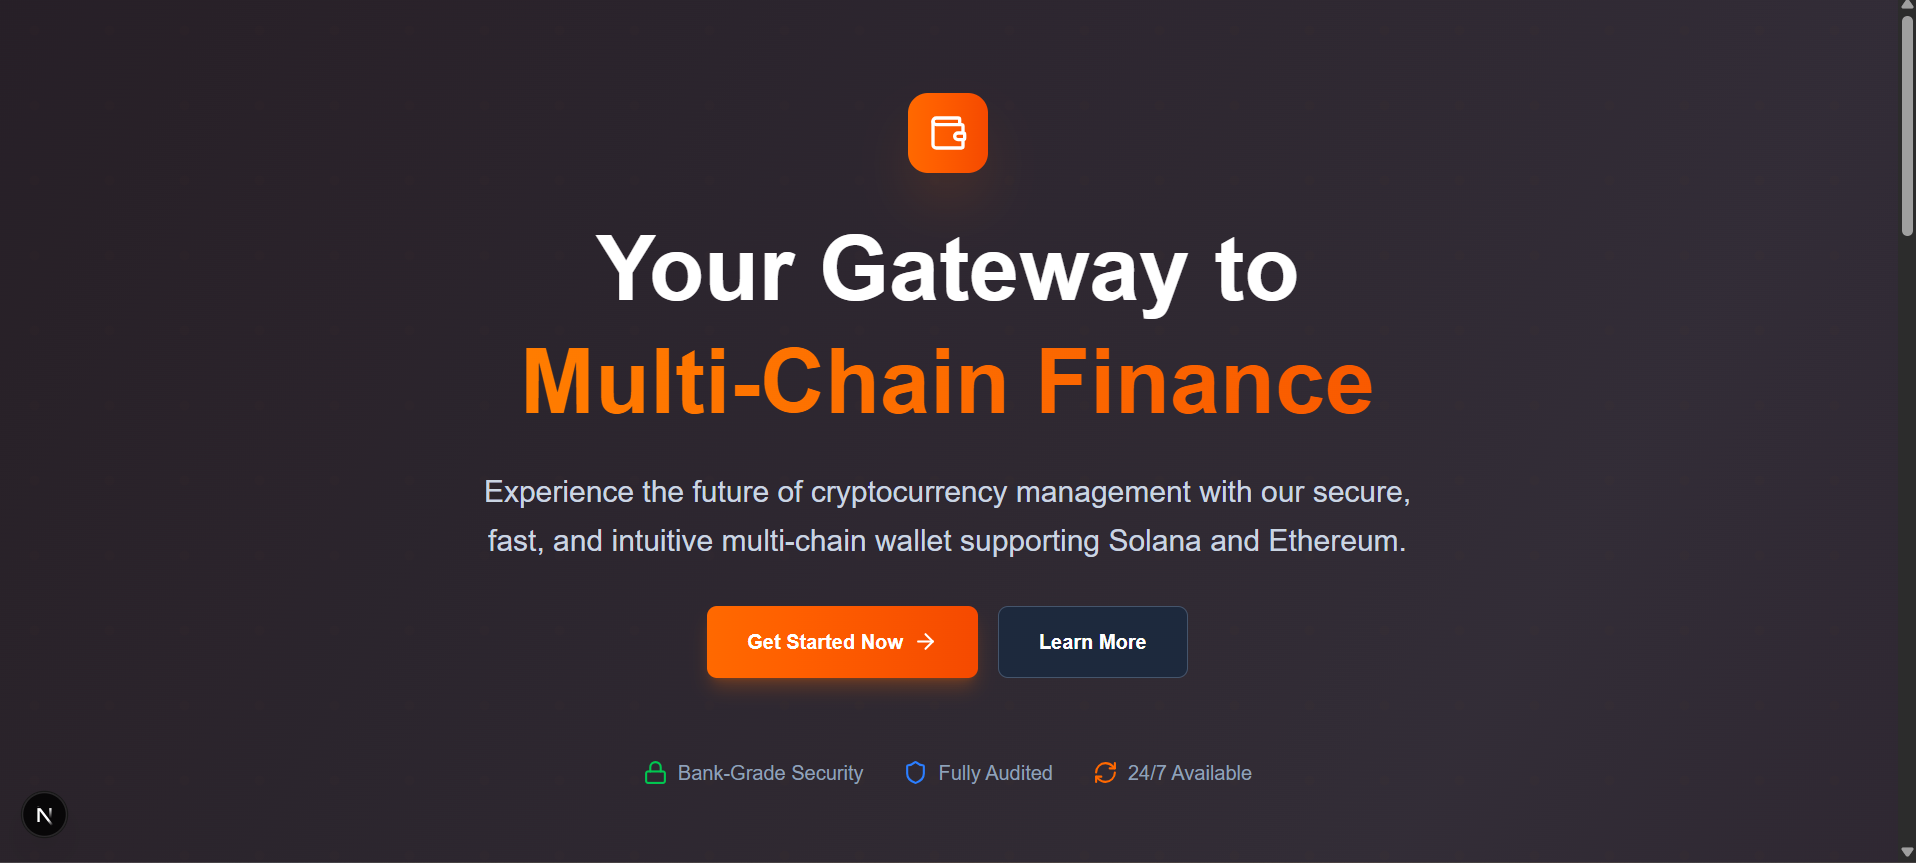 Your Gateway to
Multi-Chain Finance
Experience the future of cryptocurrency management with our secure,
fast, and intuitive multi-chain wallet supporting Solana and Ethereum.
Get Started Now
Learn More
Bank-Grade Security
Fully Audited
24/7 Available
N